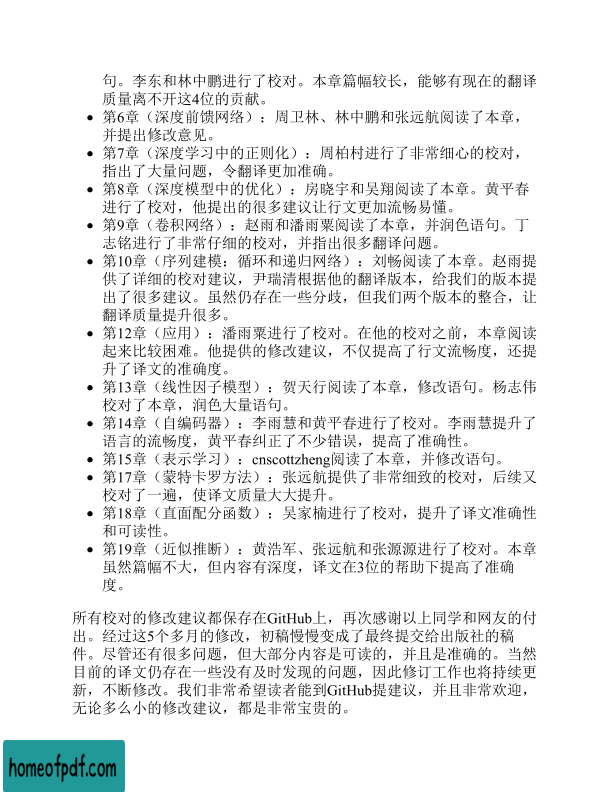 句。李东和林中鹏进行了校对。本章篇幅较长，能够有现在的翻译
质量离不开这4位的贡献。
• 第6章（深度前馈网络）：周卫林、林中鹏和张远航阅读了本章，
并提出修改意见。
• 第7章（深度学习中的正则化）：周柏村进行了非常细心的校对，
指出了大量问题，令翻译更加准确。
• 第8章（深度模型中的优化）：房晓宇和吴翔阅读了本章。黄平春
进行了校对，他提出的很多建议让行文更加流畅易懂。
• 第9章（卷积网络）：赵雨和潘雨粟阅读了本章，并润色语句。丁
志铭进行了非常仔细的校对，并指出很多翻译问题。
• 第10章（序列建模：循环和递归网络）：刘畅阅读了本章。赵雨提
供了详细的校对建议，尹瑞清根据他的翻译版本，给我们的版本提
出了很多建议。虽然仍存在一些分歧，但我们两个版本的整合，让
翻译质量提升很多。
• 第12章（应用）：潘雨粟进行了校对。在他的校对之前，本章阅读
起来比较困难。他提供的修改建议，不仅提高了行文流畅度，还提
升了译文的准确度。
• 第13章（线性因子模型）：贺天行阅读了本章，修改语句。杨志伟
校对了本章，润色大量语句。
• 第14章（自编码器）：李雨慧和黄平春进行了校对。李雨慧提升了
语言的流畅度，黄平春纠正了不少错误，提高了准确性。
• 第15章（表示学习）：cnscottzheng阅读了本章，并修改语句。
• 第17章（蒙特卡罗方法）：张远航提供了非常细致的校对，后续又
校对了一遍，使译文质量大大提升。
• 第18章（直面配分函数）：吴家楠进行了校对，提升了译文准确性
和可读性。
• 第19章（近似推断）：黄浩军、张远航和张源源进行了校对。本章
虽然篇幅不大，但内容有深度，译文在3位的帮助下提高了准确
度。
所有校对的修改建议都保存在GitHub上，再次感谢以上同学和网友的付
出。经过这5个多月的修改，初稿慢慢变成了最终提交给出版社的稿
件。尽管还有很多问题，但大部分内容是可读的，并且是准确的。当然
目前的译文仍存在一些没有及时发现的问题，因此修订工作也将持续更
新，不断修改。我们非常希望读者能到GitHub提建议，并且非常欢迎，
无论多么小的修改建议，都是非常宝贵的。
homeofpdf.com